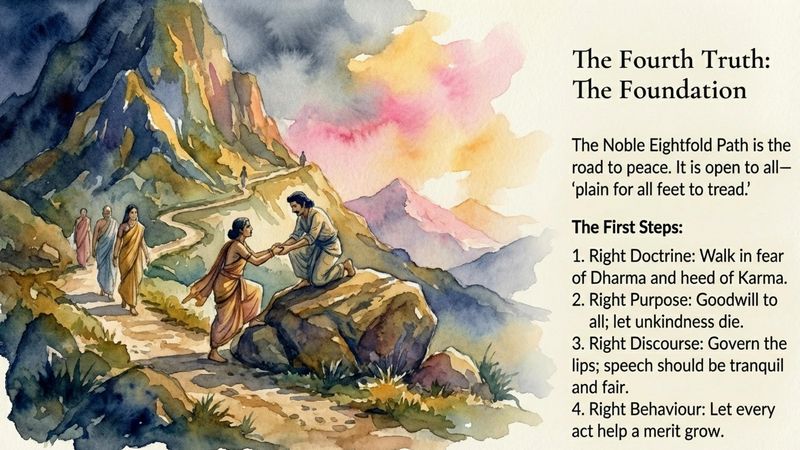 The Fourth Truth:
The Foundation
The Noble Eightfold Path is the
road to peace. It is open to all—
‘plain for all feet to tread.’
The First Steps:
1. Right Doctrine: Walk in fear
of Dharma and heed of Karma.
2. Right Purpose: Goodwill to
all; let unkindness die.
3. Right Discourse: Govern the
lips; speech should be tranquil
and fair.
4. Right Behaviour: Let every
act help a merit grow.